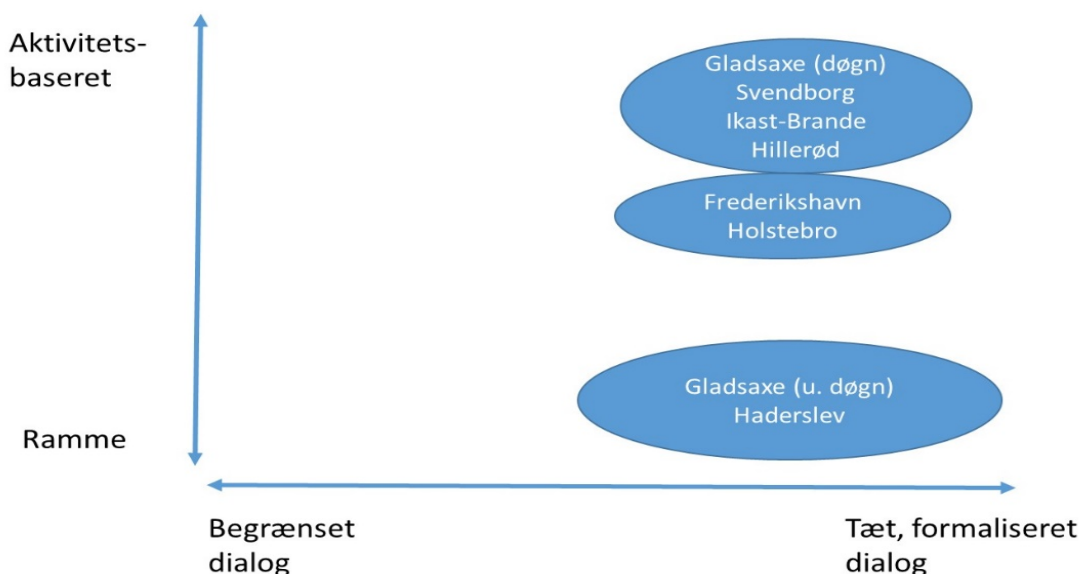 Aktivitets-
baseret
Gladsaxe (døgn)
Svendborg
Ikast-Brande
Hillerød
Frederikshavn
Holstebro
Gladsaxe (u. døgn)
Haderslev
Ramme
Begrænset
dialog
Tæt, formaliseret
dialog